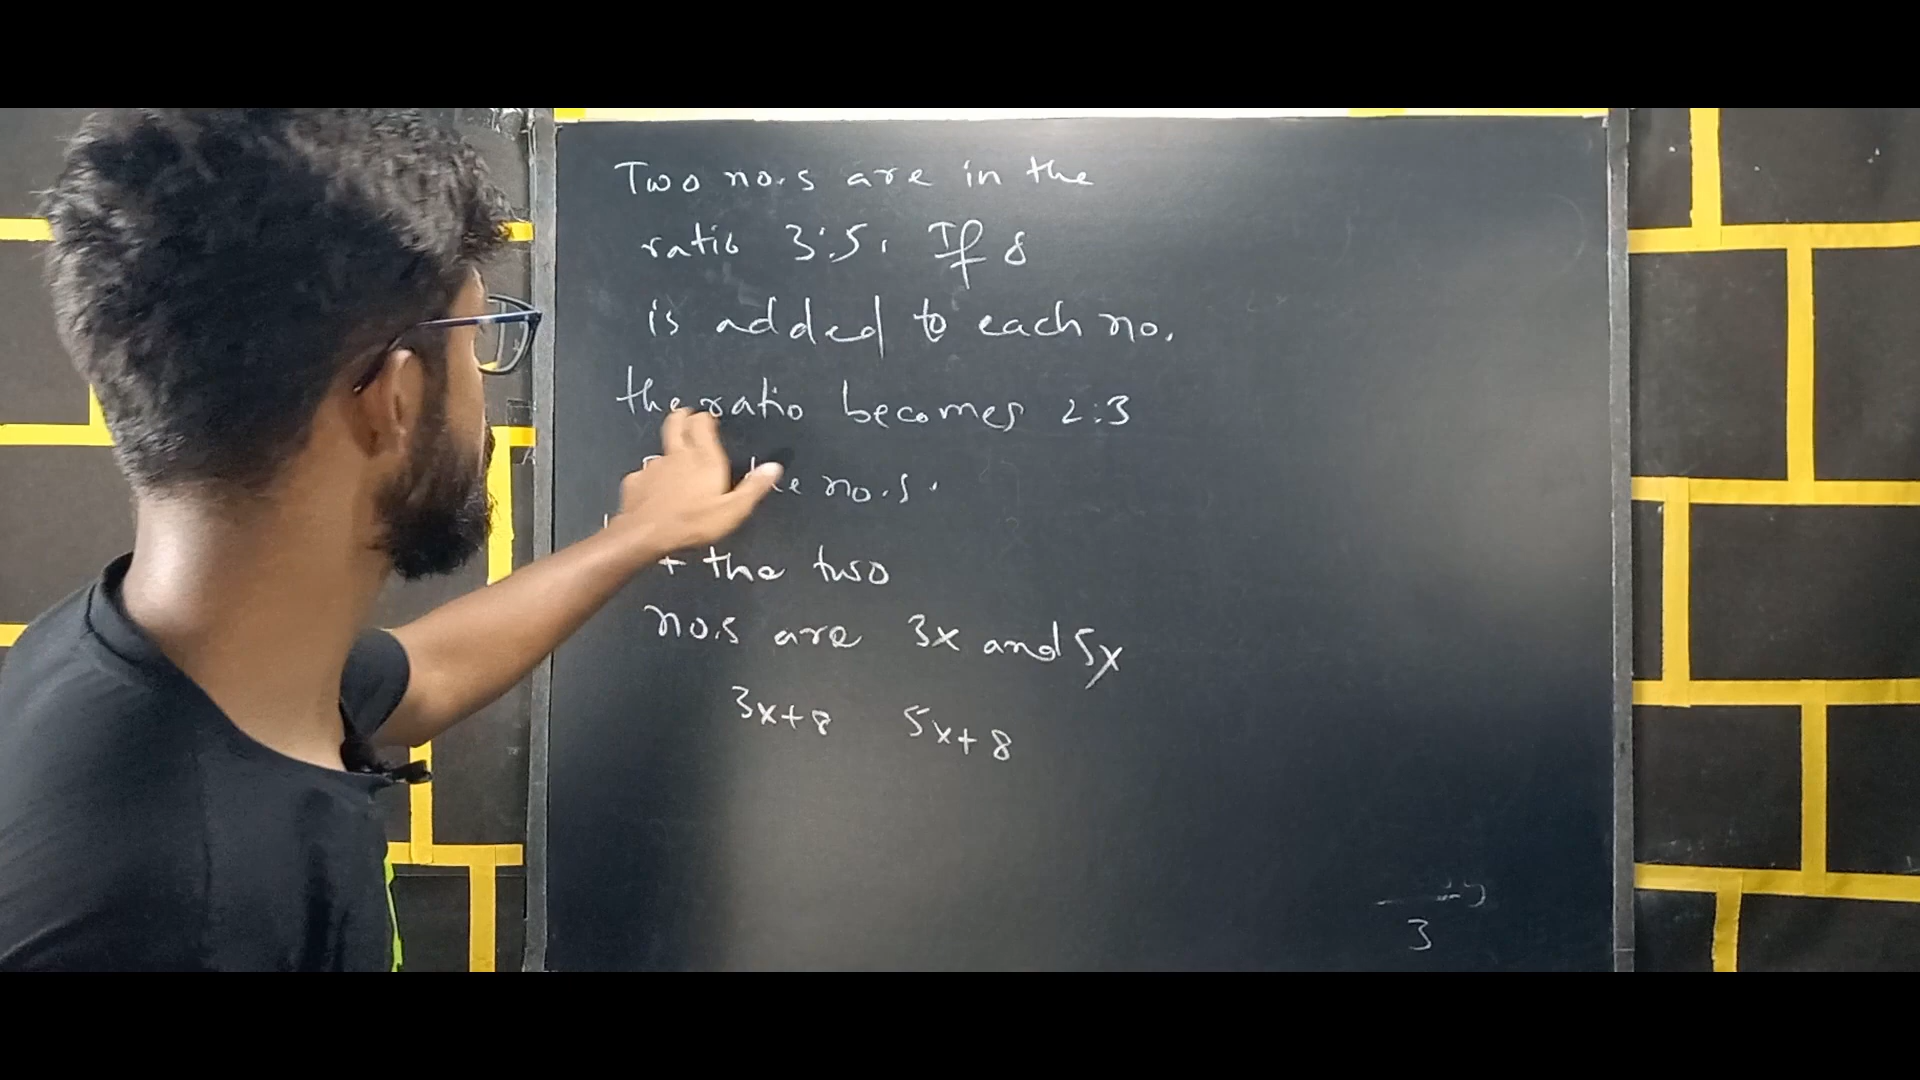 Two no.s are in the
ratio 3:5. If 8
is added to each no.
the ratio becomes 2:3
no.s.
the two
no.s are 3x and 5x
3x+8 5x+8
3